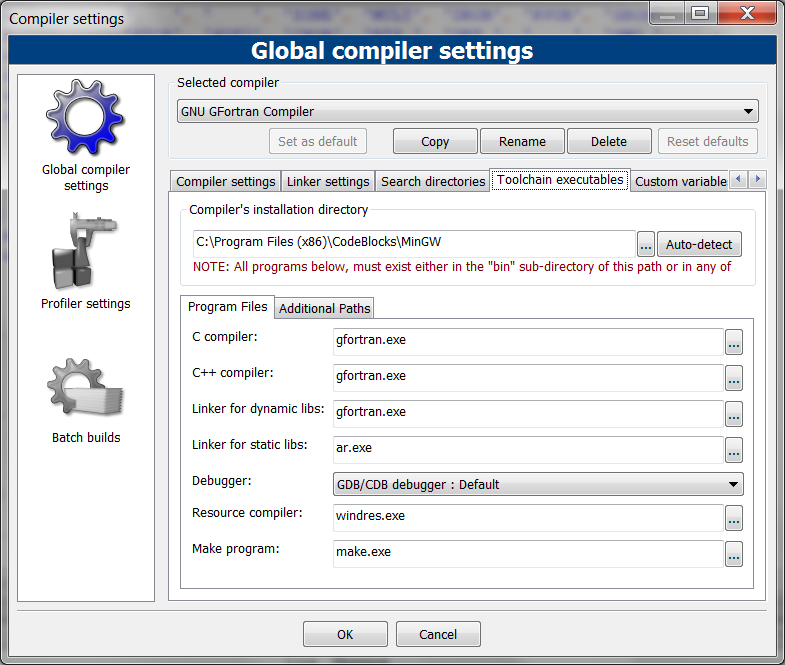 Compiler settings
Global compiler settings
Global compiler
settings
Profiler settings
Batch builds
Selected compiler
GNU GFortran Compiler
Set as default Copy Rename Delete Reset defaults
Compiler settings Linker settings Search directories Toolchain executables Custom variable
Compiler's installation directory
C:\Program Files (x86)\CodeBlocks\MinGW ... Auto-detect
NOTE: All programs below, must exist either in the "bin" sub-directory of this path or in any of
Program Files Additional Paths
C compiler: gfortran.exe ...
C++ compiler: gfortran.exe ...
Linker for dynamic libs: gfortran.exe ...
Linker for static libs: ar.exe ...
Debugger: GDB/CDB debugger : Default
Resource compiler: windres.exe ...
Make program: make.exe ...
OK Cancel